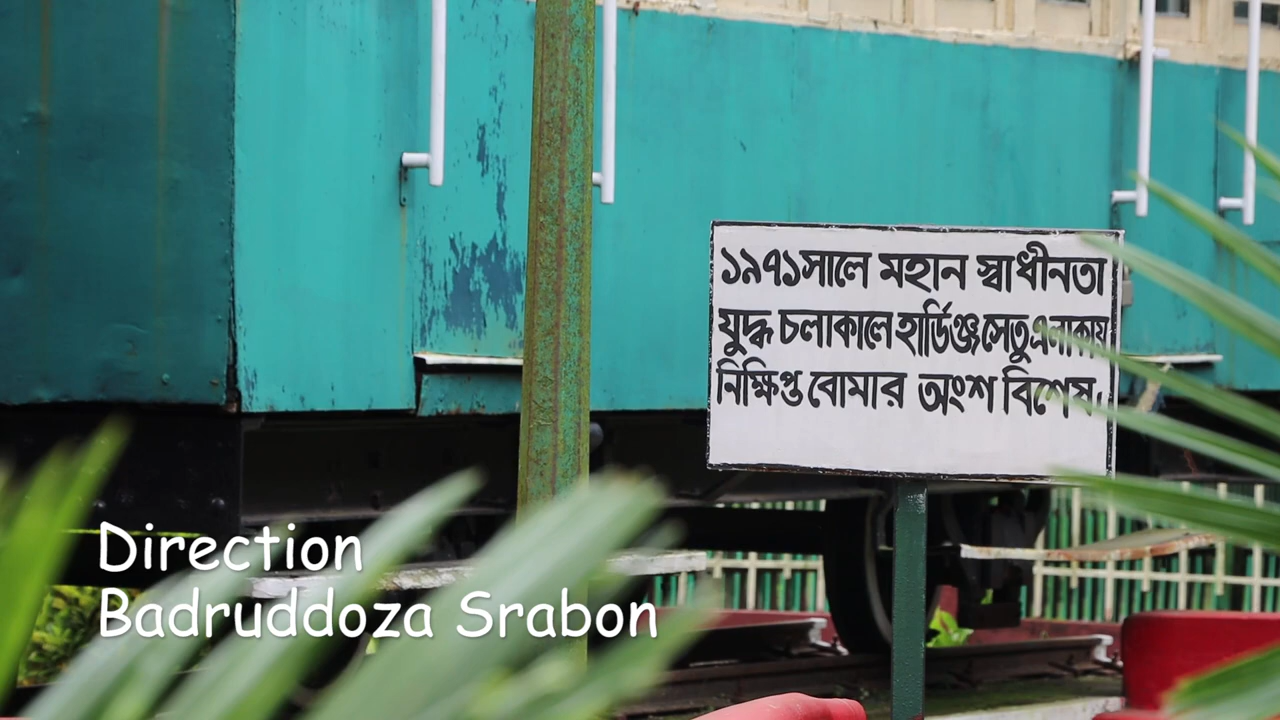 ১৯৭১সালে মহান স্বাধীনতা
যুদ্ধ চলাকালে হার্ডিঞ্জ সেতু এলাকায়
নিক্ষিপ্ত বোমার অংশ বিশেষ।
Direction
Badruddoza Srabon